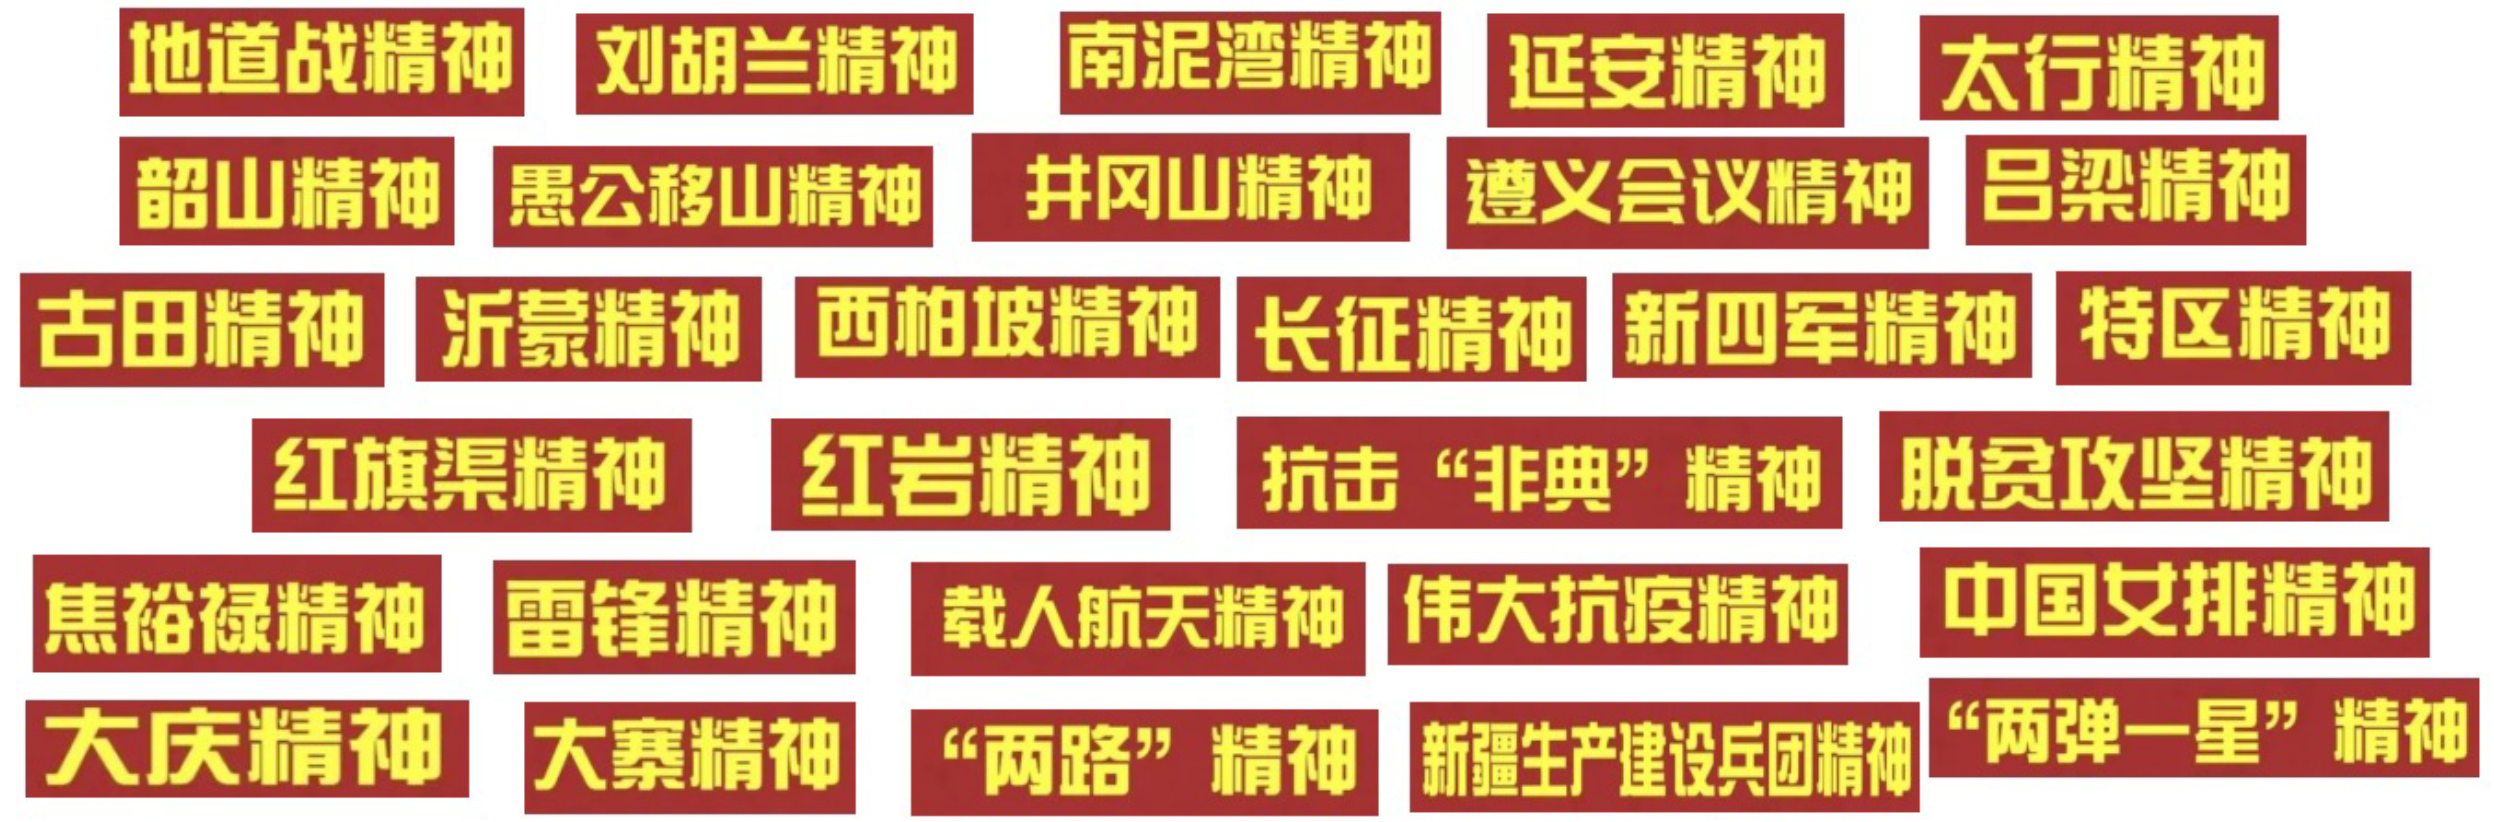 地道战精神
刘胡兰精神
南泥湾精神
延安精神
太行精神
韶山精神
愚公移山精神
井冈山精神
遵义会议精神
吕梁精神
古田精神
沂蒙精神
西柏坡精神
长征精神
新四军精神
特区精神
红旗渠精神
红岩精神
抗击“非典”精神
脱贫攻坚精神
焦裕禄精神
雷锋精神
载人航天精神
伟大抗疫精神
中国女排精神
大庆精神
大寨精神
“两路”精神
新疆生产建设兵团精神
“两弹一星”精神